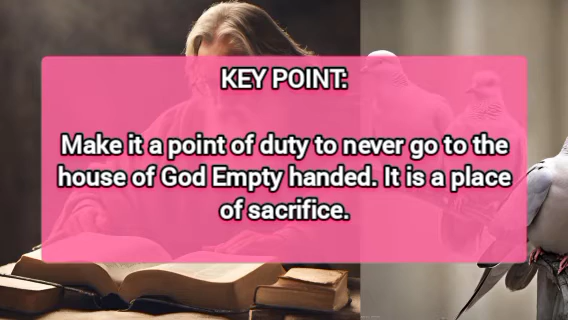 KEY POINT:
Make it a point of duty to never go to the
house of God Empty handed. It is a place
of sacrifice.